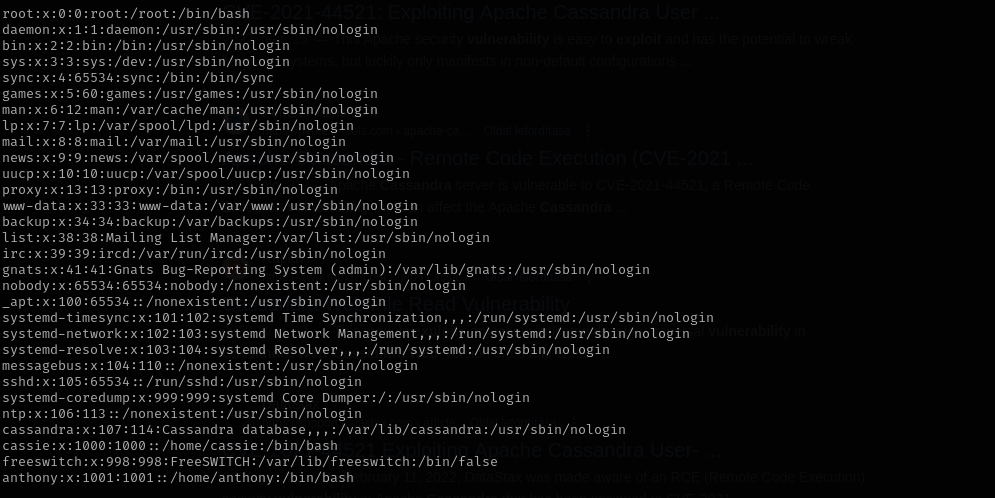 root:x:0:0:root:/root:/bin/bash
daemon:x:1:1:daemon:/usr/sbin:/usr/sbin/nologin
bin:x:2:2:bin:/bin:/usr/sbin/nologin
sys:x:3:3:sys:/dev:/usr/sbin/nologin
sync:x:4:65534:sync:/bin:/bin/sync
games:x:5:60:games:/usr/games:/usr/sbin/nologin
man:x:6:12:man:/var/cache/man:/usr/sbin/nologin
lp:x:7:7:lp:/var/spool/lpd:/usr/sbin/nologin
mail:x:8:8:mail:/var/mail:/usr/sbin/nologin
news:x:9:9:news:/var/spool/news:/usr/sbin/nologin
uucp:x:10:10:uucp:/var/spool/uucp:/usr/sbin/nologin
proxy:x:13:13:proxy:/bin:/usr/sbin/nologin
www-data:x:33:33:www-data:/var/www:/usr/sbin/nologin
backup:x:34:34:backup:/var/backups:/usr/sbin/nologin
list:x:38:38:Mailing List Manager:/var/list:/usr/sbin/nologin
irc:x:39:39:ircd:/var/run/ircd:/usr/sbin/nologin
gnats:x:41:41:Gnats Bug-Reporting System (admin):/var/lib/gnats:/usr/sbin/nologin
nobody:x:65534:65534:nobody:/nonexistent:/usr/sbin/nologin
_apt:x:100:65534::/nonexistent:/usr/sbin/nologin
systemd-timesync:x:101:102:systemd Time Synchronization,,,:/run/systemd:/usr/sbin/nologin
systemd-network:x:102:103:systemd Network Management,,,:/run/systemd:/usr/sbin/nologin
systemd-resolve:x:103:104:systemd Resolver,,,:/run/systemd:/usr/sbin/nologin
messagebus:x:104:110::/nonexistent:/usr/sbin/nologin
sshd:x:105:65534::/run/sshd:/usr/sbin/nologin
systemd-coredump:x:999:999:systemd Core Dumper:/:/usr/sbin/nologin
ntp:x:106:113::/nonexistent:/usr/sbin/nologin
cassandra:x:107:114:Cassandra database,,,:/var/lib/cassandra:/usr/sbin/nologin
cassie:x:1000:1000::/home/cassie:/bin/bash
freeswitch:x:998:998:FreeSWITCH:/var/lib/freeswitch:/bin/false
anthony:x:1001:1001::/home/anthony:/bin/bash